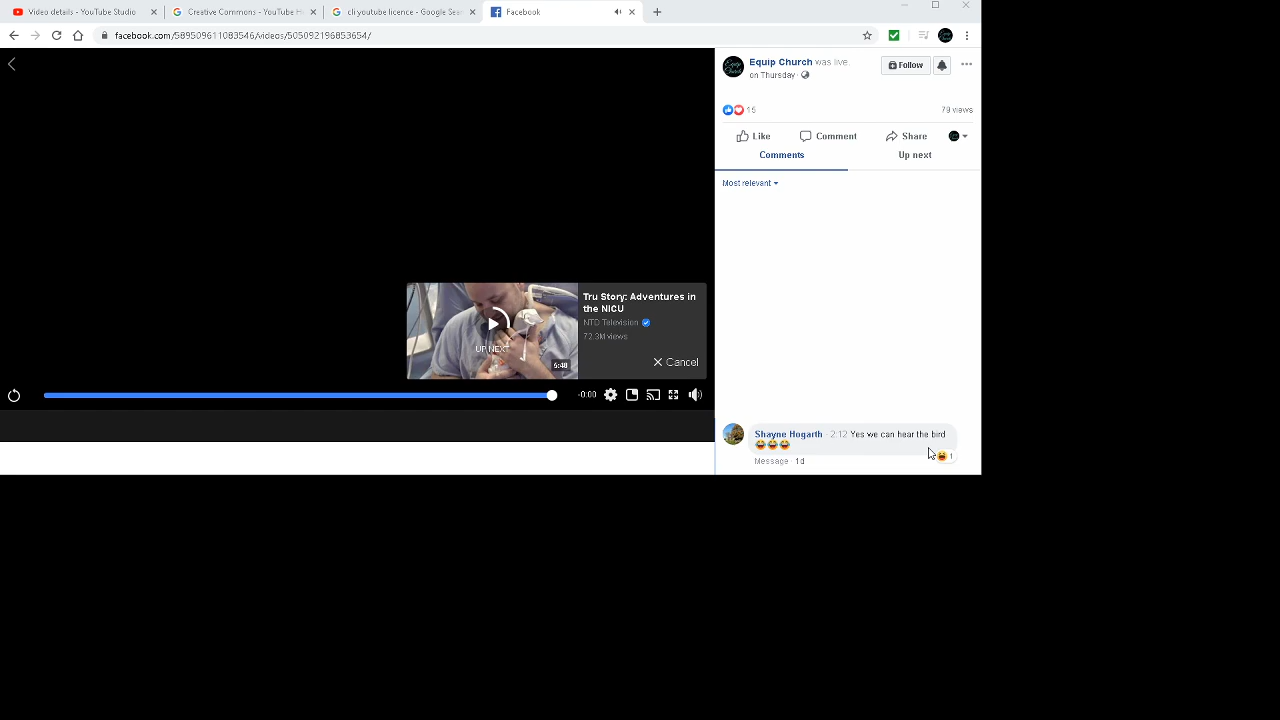 Video details - YouTube Studio
Creative Commons - YouTube H
cli youtube licence - Google Sea
Facebook
facebook.com/589509611083546/videos/505092196853654/
Equip Church was live.
on Thursday ·
Follow
16
79 views
Like
Comment
Share
Comments
Up next
Most relevant
Tru Story: Adventures in
the NICU
NTD Television
72.3M views
UP NEXT
5:48
Cancel
-0:00
Shayne Hogarth · 2:12 Yes we can hear the bird
😂😂😂
1
Message · 1d